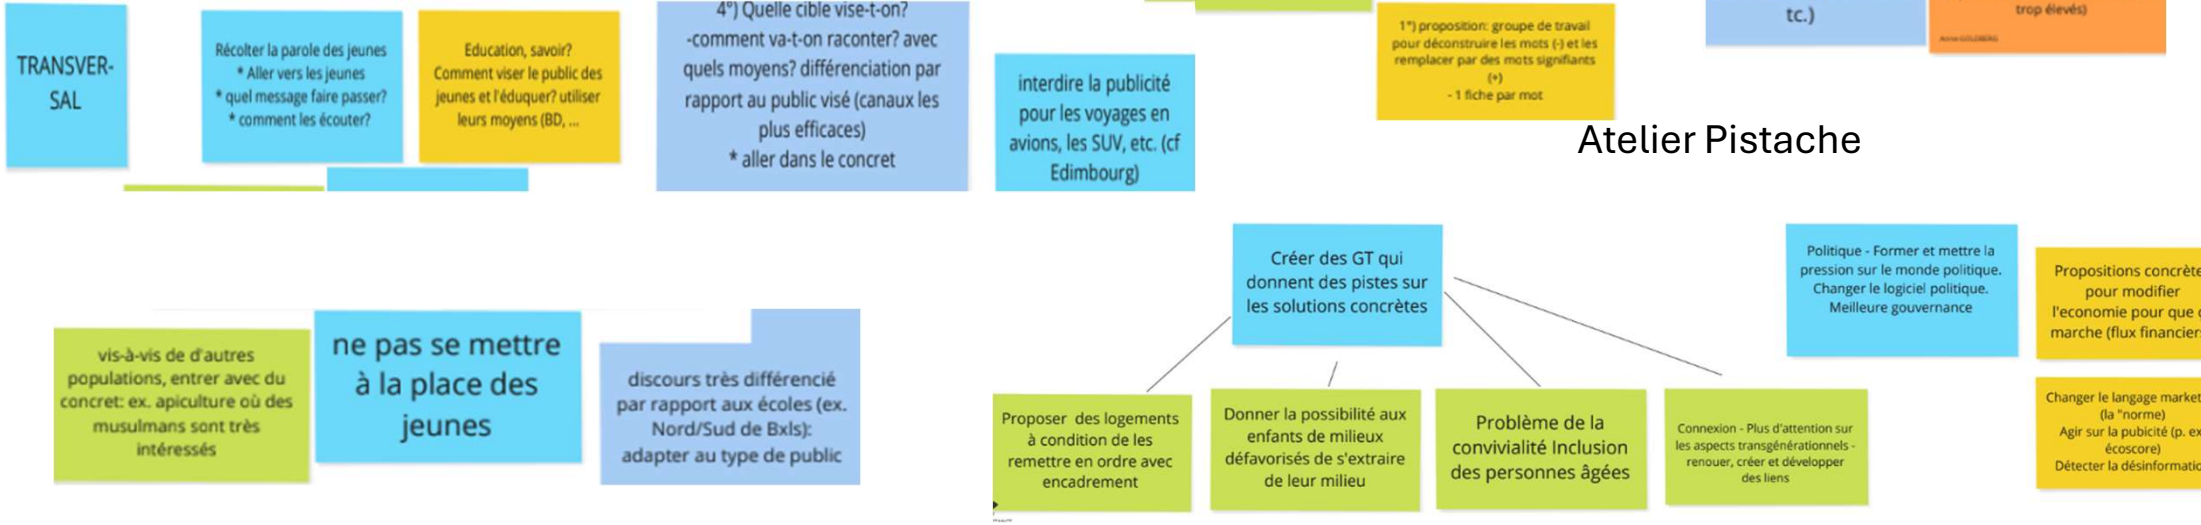 TRANSVER-
SAL
Récolter la parole des jeunes
* Aller vers les jeunes
* quel message faire passer?
* comment les écouter?
Education, savoir?
Comment viser le public des
jeunes et l'éduquer? utiliser
leurs moyens (BD, ...
4°) Quelle cible vise-t-on?
-comment va-t-on raconter? avec
quels moyens? différenciation par
rapport au public visé (canaux les
plus efficaces)
* aller dans le concret
interdire la publicité
pour les voyages en
avions, les SUV, etc. (cf
Edimbourg)
1°) proposition: groupe de travail
pour déconstruire les mots (-) et les
remplacer par des mots signifiants
(+)
- 1 fiche par mot
tc.)
trop élevés)
Anne GOLDBERG
Atelier Pistache
vis-à-vis de d'autres
populations, entrer avec du
concret: ex. apiculture où des
musulmans sont très
intéressés
ne pas se mettre
à la place des
jeunes
discours très différencié
par rapport aux écoles (ex.
Nord/Sud de Bxls):
adapter au type de public
Créer des GT qui
donnent des pistes sur
les solutions concrètes
Proposer des logements
à condition de les
remettre en ordre avec
encadrement
Donner la possibilité aux
enfants de milieux
défavorisés de s'extraire
de leur milieu
Problème de la
convivialité Inclusion
des personnes âgées
Connexion - Plus d'attention sur
les aspects transgénérationnels -
renouer, créer et développer
des liens
Politique - Former et mettre la
pression sur le monde politique.
Changer le logiciel politique.
Meilleure gouvernance
Propositions concrète
pour modifier
l'economie pour que
marche (flux financier
Changer le langage market
(la "norme)
Agir sur la pubicité (p. ex
écoscore)
Détecter la désinformatio